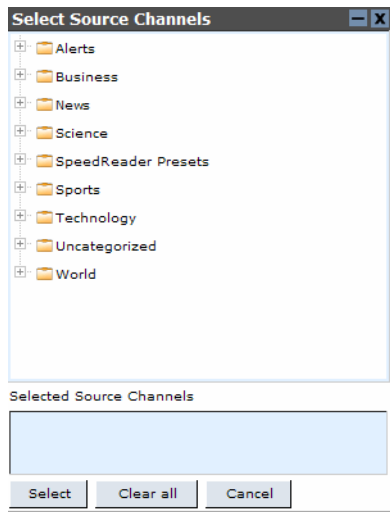 Select Source Channels
Alerts
Business
News
Science
SpeedReader Presets
Sports
Technology
Uncategorized
World
Selected Source Channels
Select Clear all Cancel